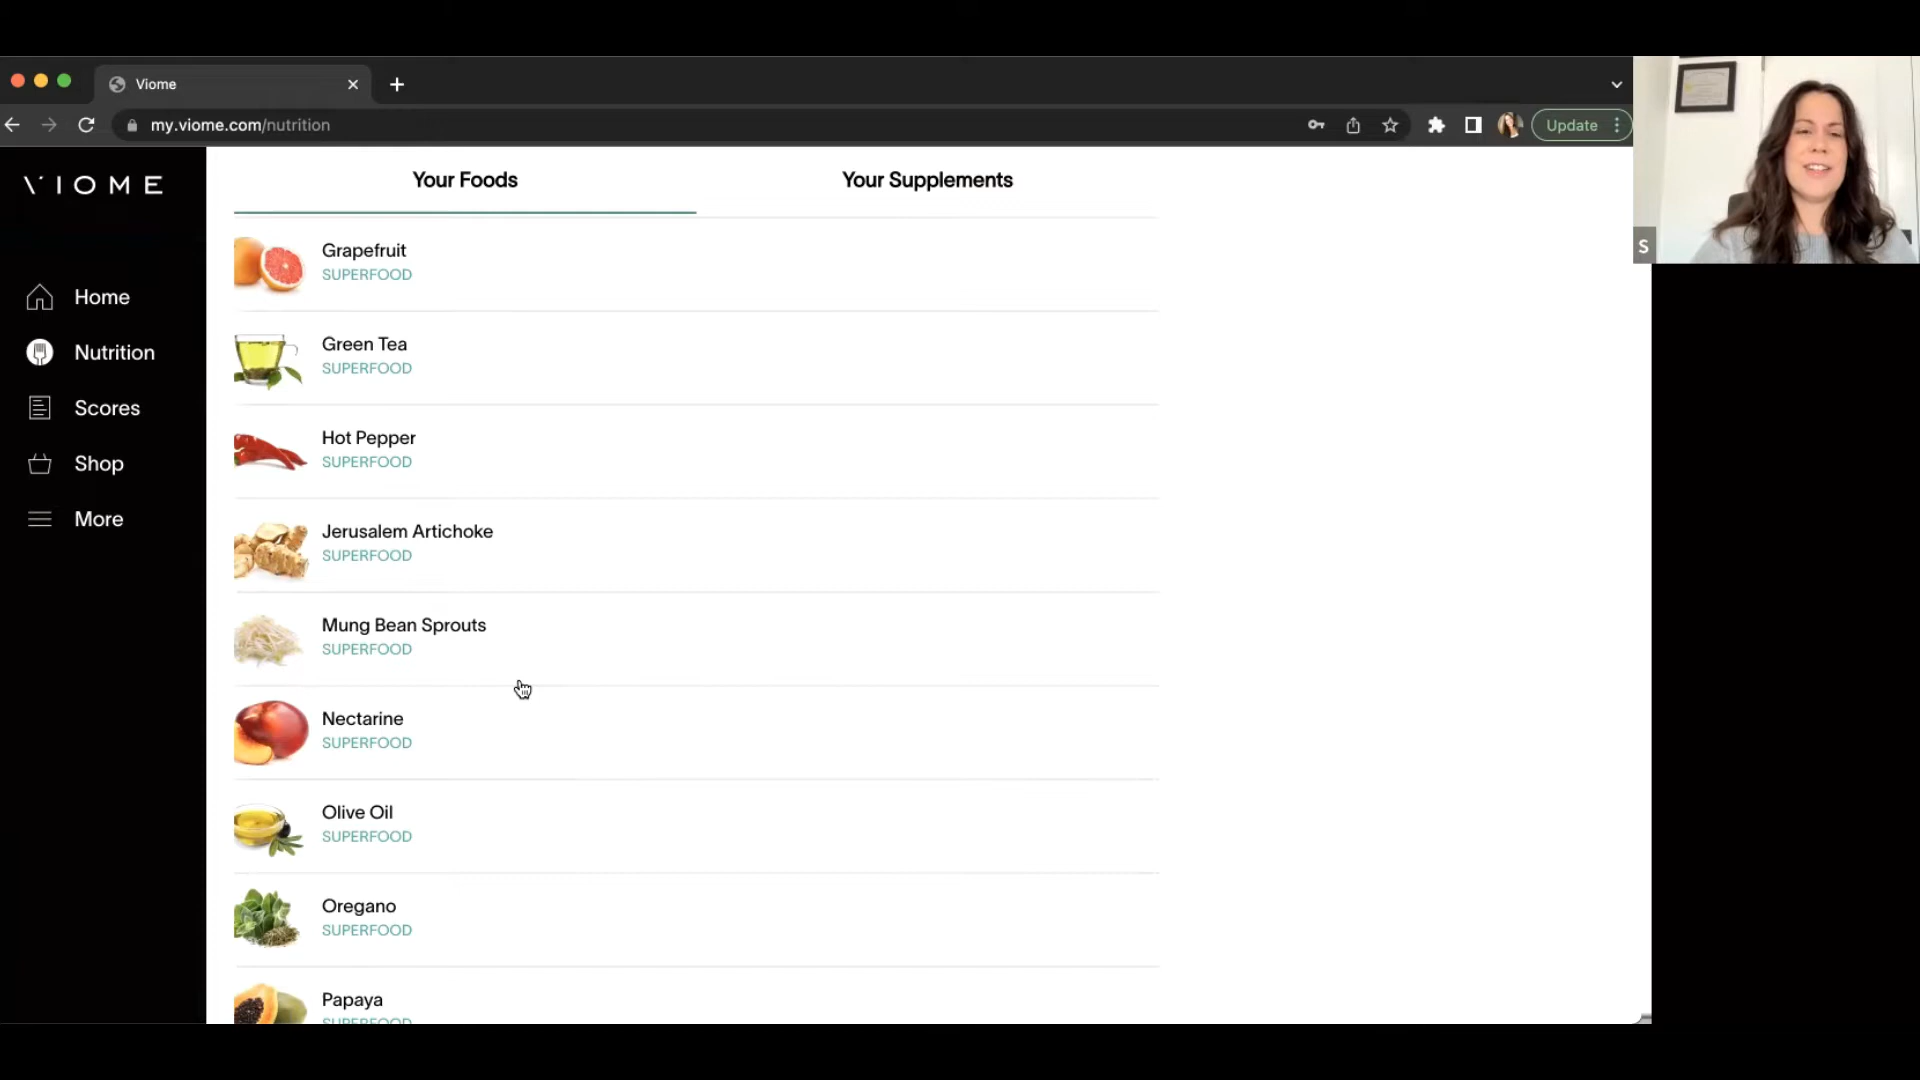 Viome
my.viome.com/nutrition
Update
VIOME
Home
Nutrition
Scores
Shop
More
Your Foods
Your Supplements
Grapefruit
SUPERFOOD
Green Tea
SUPERFOOD
Hot Pepper
SUPERFOOD
Jerusalem Artichoke
SUPERFOOD
Mung Bean Sprouts
SUPERFOOD
Nectarine
SUPERFOOD
Olive Oil
SUPERFOOD
Oregano
SUPERFOOD
Papaya
SUPERFOOD
S